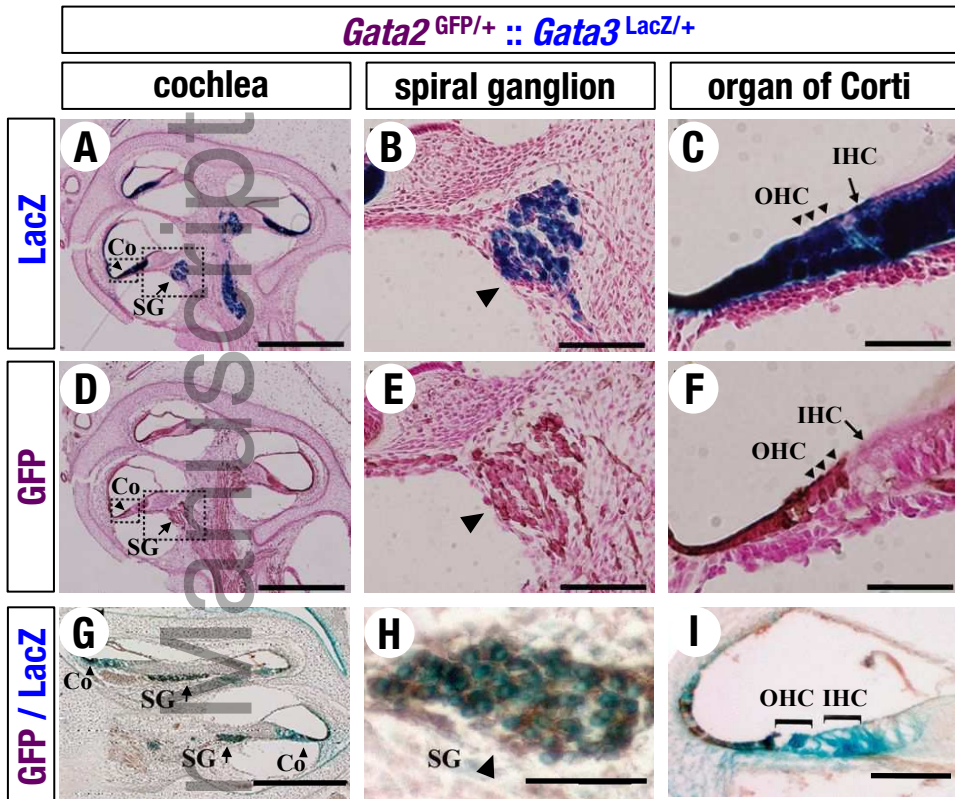 Gata2 GFP/+ :: Gata3 LacZ/+
cochlea
spiral ganglion
organ of Corti
LacZ
A
Co
SG
B
C
IHC
OHC
GFP
D
Co
SG
E
F
IHC
OHC
GFP / LacZ
G
Co
SG
SG
Co
H
SG
I
OHC IHC